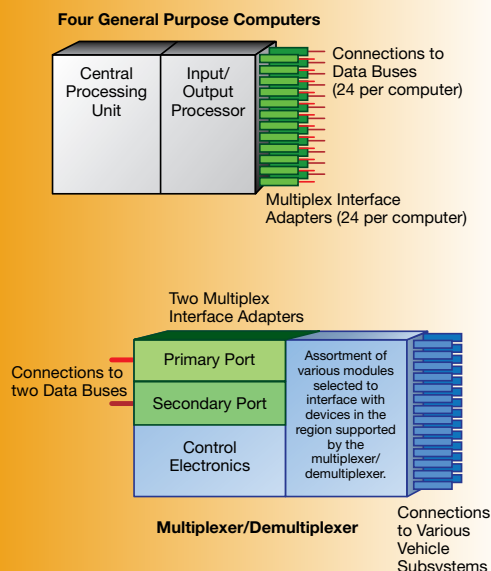 Four General Purpose Computers
Central
Processing
Unit
Input/
Output
Processor
Connections to
Data Buses
(24 per computer)
Multiplex Interface
Adapters (24 per computer)
Two Multiplex
Interface Adapters
Connections to
two Data Buses
Primary Port
Secondary Port
Control
Electronics
Assortment of
various modules
selected to
interface with
devices in the
region supported
by the
multiplexer/
demultiplexer.
Multiplexer/Demultiplexer
Connections
to Various
Vehicle
Subsystems